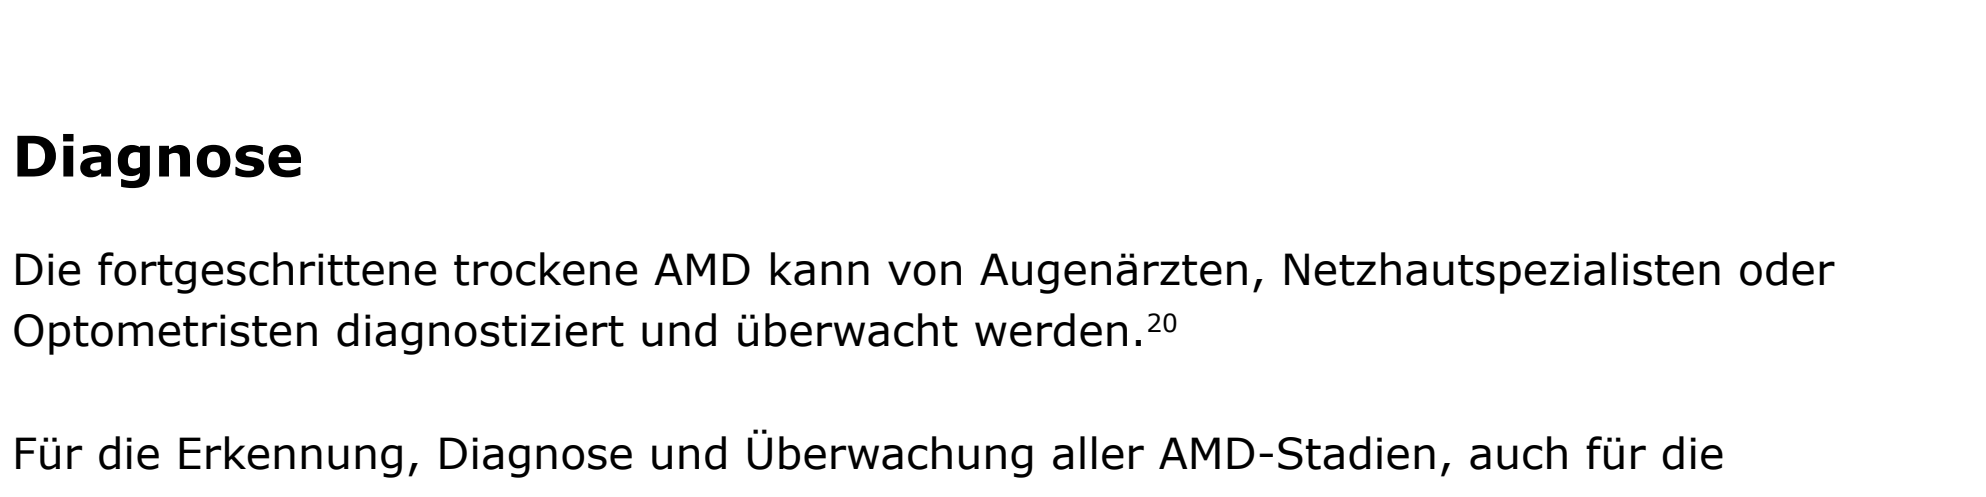 Diagnose
Die fortgeschrittene trockene AMD kann von Augenärzten, Netzhautspezialisten oder
Optometristen diagnostiziert und überwacht werden.20
Für die Erkennung, Diagnose und Überwachung aller AMD-Stadien, auch für die